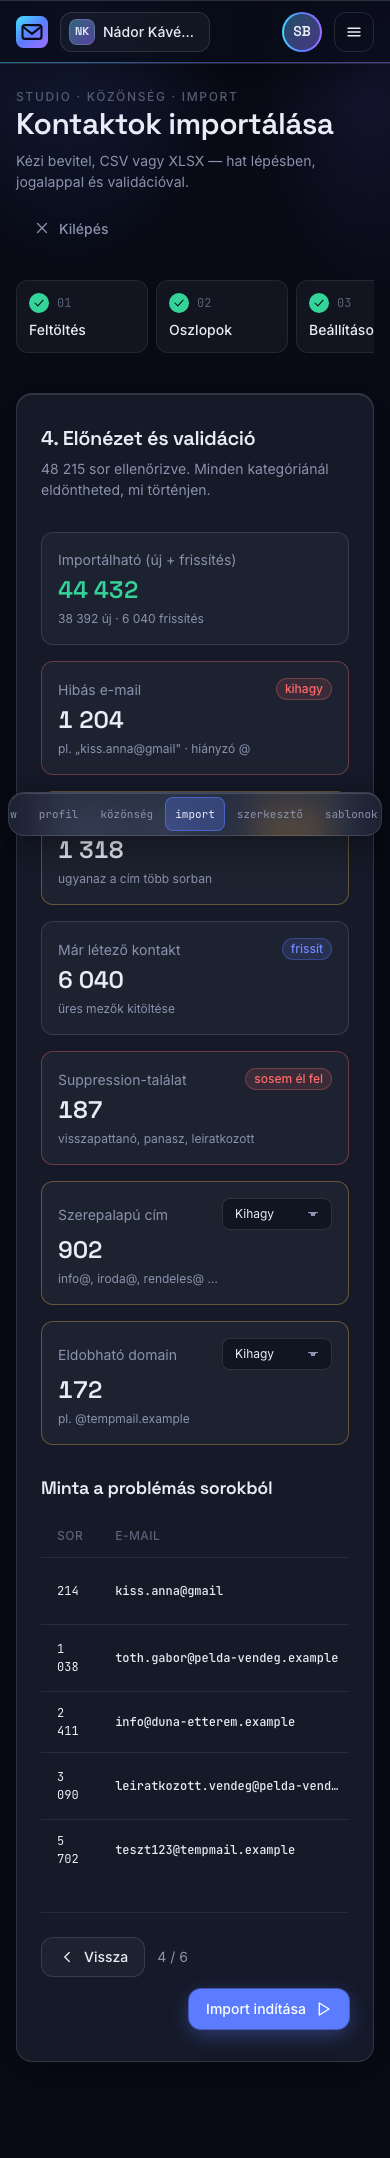 NK Nádor Kávé... SB
STUDIO · KÖZÖNSÉG · IMPORT
Kontaktok importálása
Kézi bevitel, CSV vagy XLSX — hat lépésben,
jogalappal és validációval.
Kilépés
01 02 03
Feltöltés Oszlopok Beállításo
4. Előnézet és validáció
48 215 sor ellenőrizve. Minden kategóriánál
eldöntheted, mi történjen.
Importálható (új + frissítés)
44 432
38 392 új · 6 040 frissítés
Hibás e-mail kihagy
1 204
pl. „kiss.anna@gmail" · hiányzó @
w profil közönség import szerkesztő sablonok
1 318
ugyanaz a cím több sorban
Már létező kontakt frissít
6 040
üres mezők kitöltése
Suppression-találat sosem él fel
187
visszapattanó, panasz, leiratkozott
Szerepalapú cím Kihagy
902
info@, iroda@, rendeles@ ...
Eldobható domain Kihagy
172
pl. @tempmail.example
Minta a problémás sorokból
SOR E-MAIL
214 kiss.anna@gmail
1
038 toth.gabor@pelda-vendeg.example
2
411 info@duna-etterem.example
3
090 leiratkozott.vendeg@pelda-vend...
5
702 teszt123@tempmail.example
Vissza 4 / 6
Import indítása